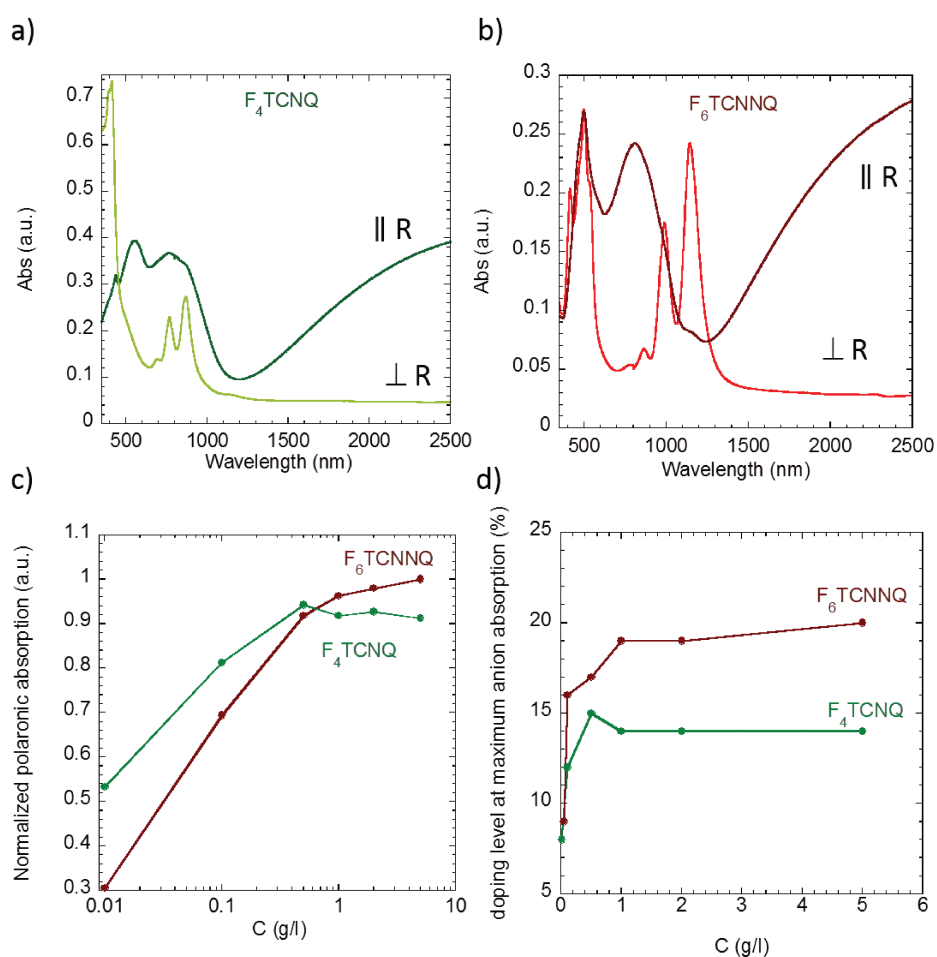 a)
F₄TCNQ
∥ R
⊥ R
Abs (a.u.)
0
0.1
0.2
0.3
0.4
0.5
0.6
0.7
500
1000
1500
2000
2500
Wavelength (nm)
b)
F₆TCNNQ
∥ R
⊥ R
Abs (a.u.)
0
0.05
0.1
0.15
0.2
0.25
0.3
500
1000
1500
2000
2500
Wavelength (nm)
c)
F₆TCNNQ
F₄TCNQ
Normalized polaronic absorption (a.u.)
0.3
0.4
0.5
0.6
0.7
0.8
0.9
1
1.1
0.01
0.1
1
10
C (g/l)
d)
F₆TCNNQ
F₄TCNQ
doping level at maximum anion absorption (%)
5
10
15
20
25
0
1
2
3
4
5
6
C (g/l)